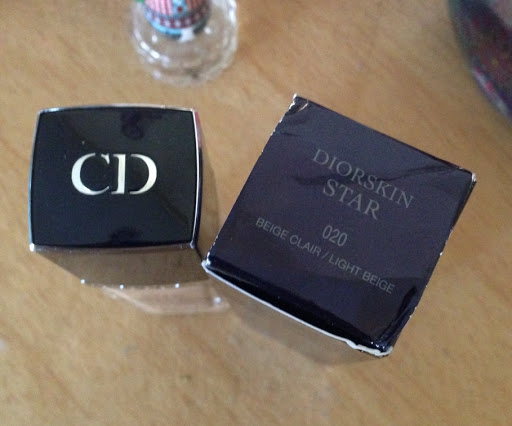 CD
DIORSKIN
STAR
020
BEIGE CLAIR / LIGHT BEIGE